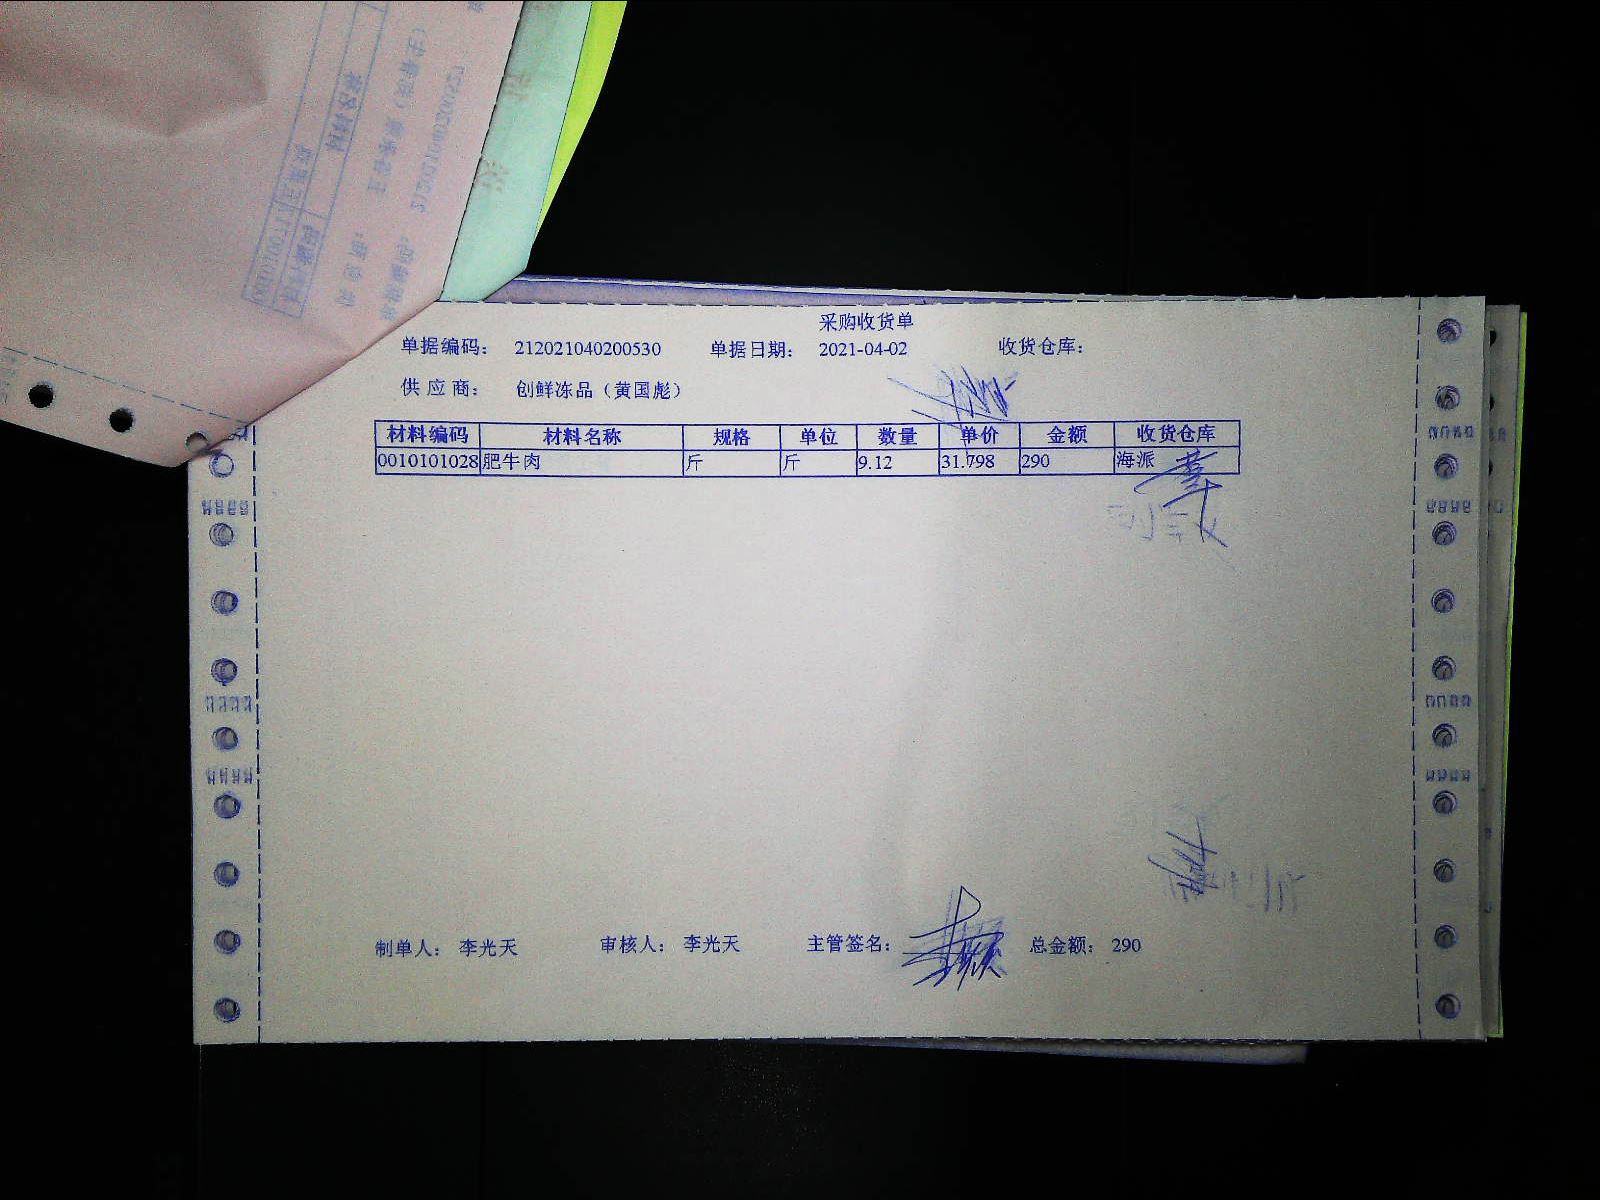 采购收货单
单据编码： 212021040200530 单据日期： 2021-04-02 收货仓库：
供 应 商： 创鲜冻品（黄国彪）
材料编码 材料名称 规格 单位 数量 单价 金额 收货仓库
0010101028 肥牛肉 斤 斤 9.12 31.798 290 海派
制单人： 李光天 审核人： 李光天 主管签名： 总金额： 290